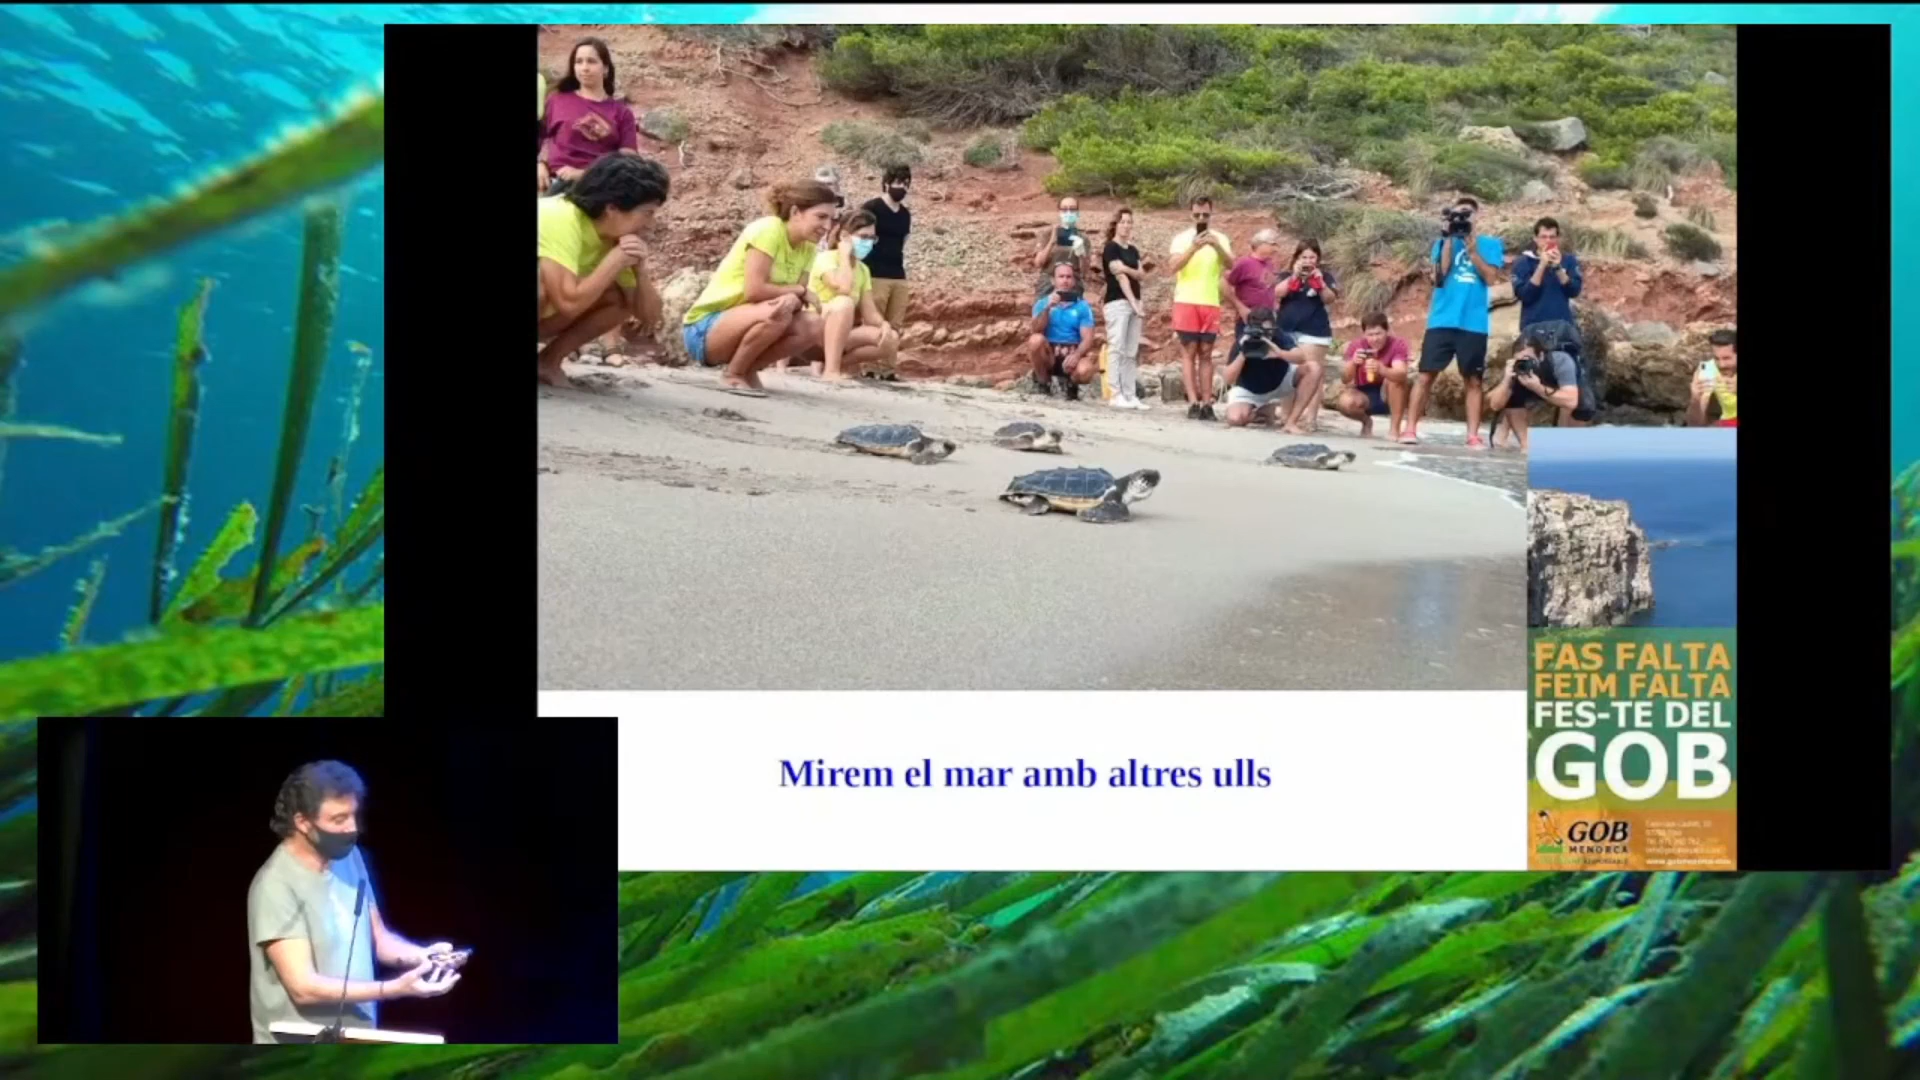 Mirem el mar amb altres ulls
FAS FALTA
FEIM FALTA
FES-TE DEL
GOB
GOB
MENORCA